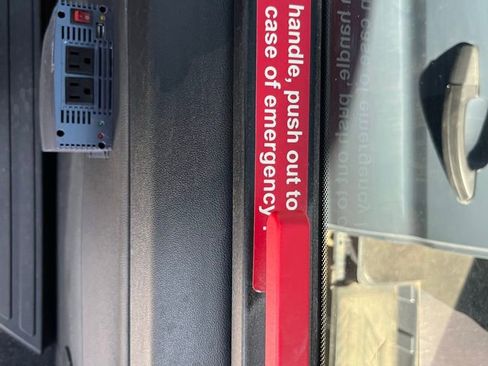 handle, push out to
case of emergency.